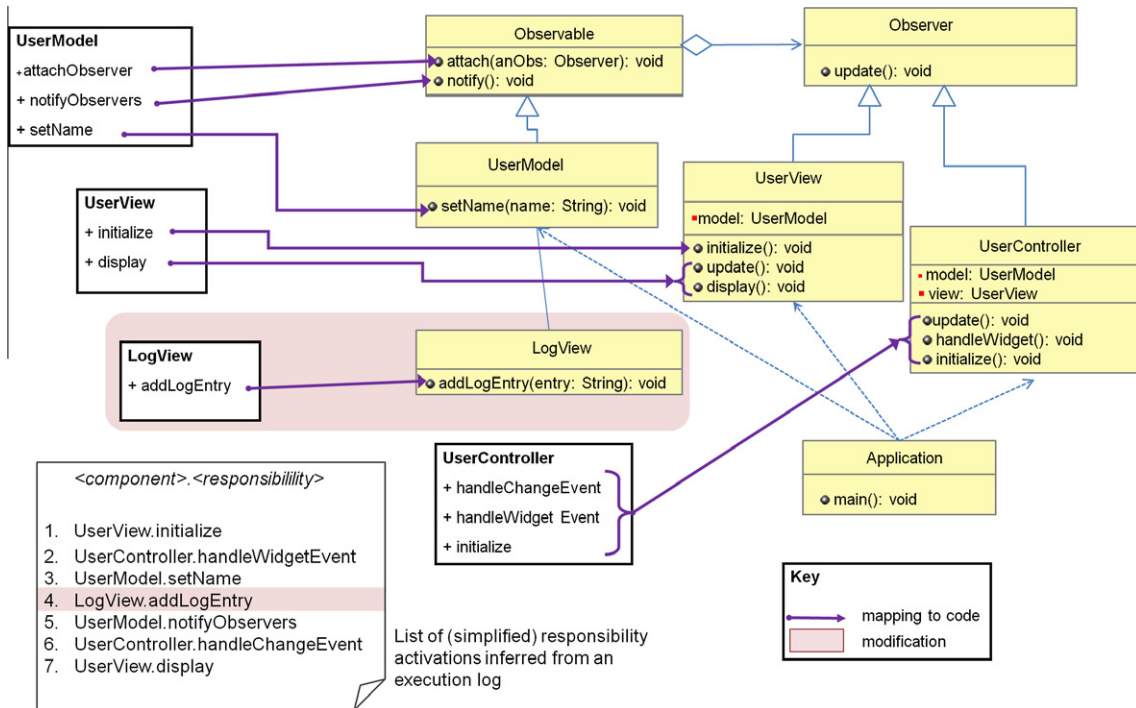 UserModel
+attachObserver
+ notifyObservers
+ setName
Observable
attach(anObs: Observer): void
notify(): void
Observer
update(): void
UserModel
setName(name: String): void
UserView
model: UserModel
initialize(): void
update(): void
display(): void
UserView
+ initialize
+ display
UserController
model: UserModel
view: UserView
update(): void
handleWidget(): void
initialize(): void
LogView
+ addLogEntry
LogView
addLogEntry(entry: String): void
UserController
+ handleChangeEvent
+ handleWidget Event
+ initialize
Application
main(): void
<component>.<responsibilility>
1. UserView.initialize
2. UserController.handleWidgetEvent
3. UserModel.setName
4. LogView.addLogEntry
5. UserModel.notifyObservers
6. UserController.handleChangeEvent
7. UserView.display
List of (simplified) responsibility
activations inferred from an
execution log
Key
mapping to code
modification